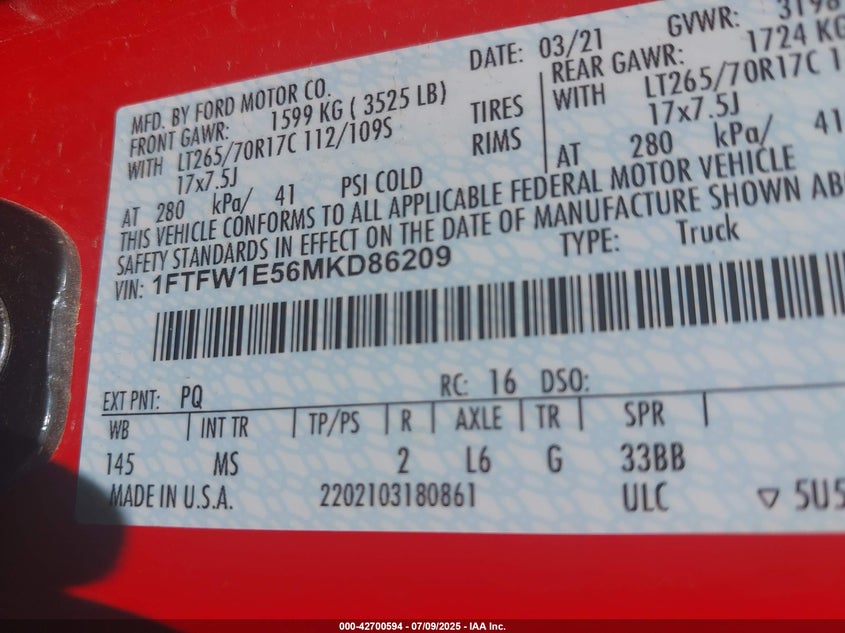 MFD. BY FORD MOTOR CO.
DATE: 03/21
GVWR: 3198
FRONT GAWR: 1599 KG ( 3525 LB)
REAR GAWR: 1724 KG
WITH LT265/70R17C 112/109S TIRES
WITH LT265/70R17C
17x7.5J RIMS
17x7.5J
AT 280 kPa/ 41 PSI COLD
AT 280 kPa/ 41
THIS VEHICLE CONFORMS TO ALL APPLICABLE FEDERAL MOTOR VEHICLE
SAFETY STANDARDS IN EFFECT ON THE DATE OF MANUFACTURE SHOWN
VIN: 1FTFW1E56MKD86209 TYPE: Truck
EXT PNT: PQ RC: 16 DSO:
WB INT TR TP/PS R AXLE TR SPR
145 MS 2 L6 G 33BB
MADE IN U.S.A. 2202103180861 ULC
000-42700594 - 07/09/2025 - IAA Inc.